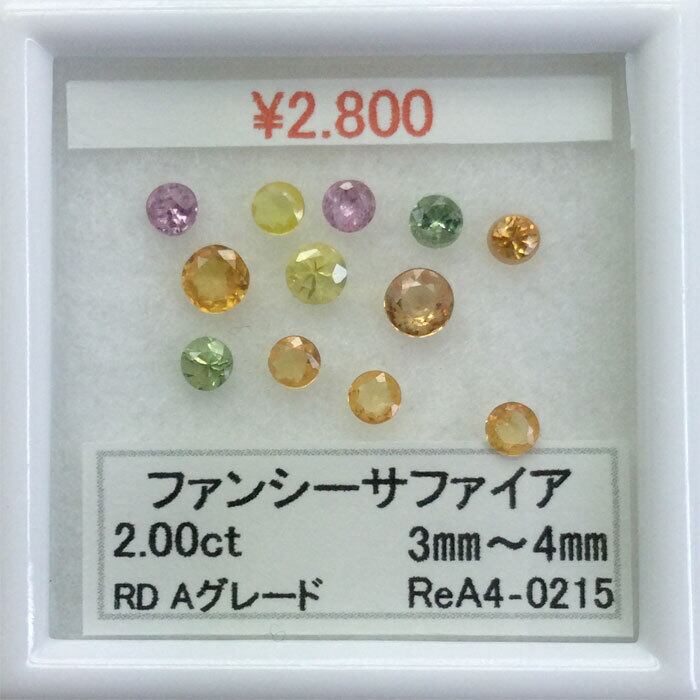 ¥2.800
ファンシーサファイア
2.00ct 3mm～4mm
RD Aグレード ReA4-0215